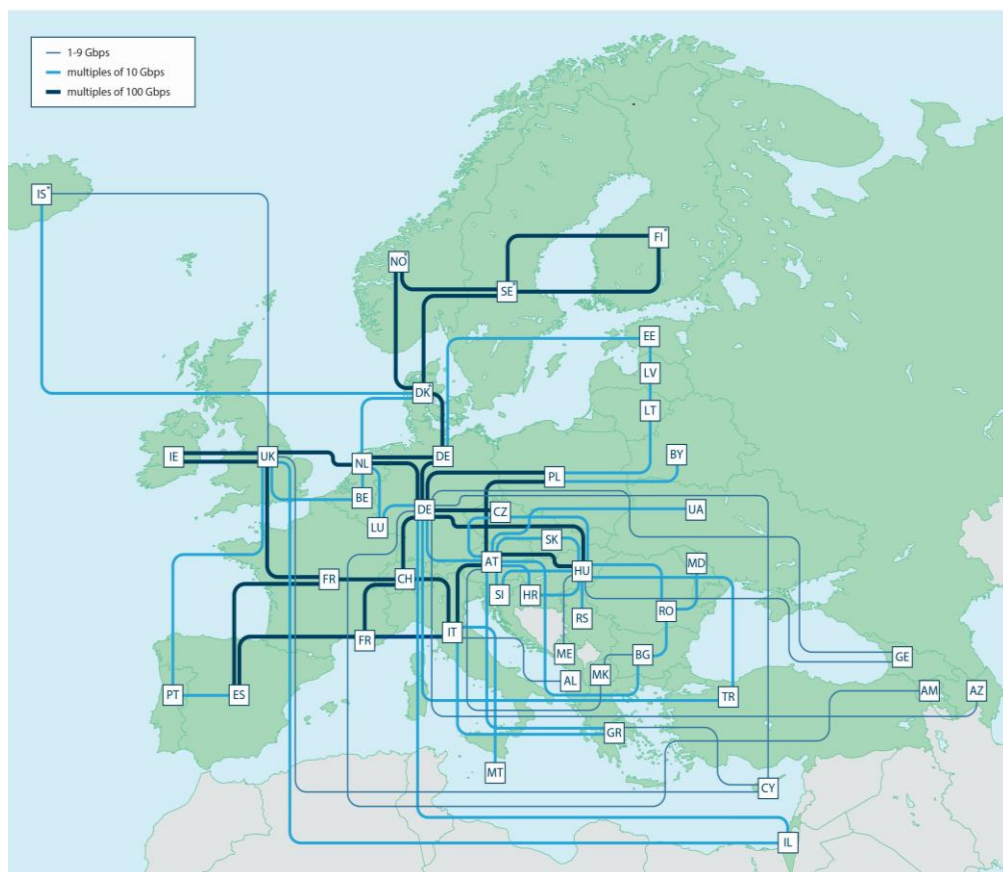 1-9 Gbps
multiples of 10 Gbps
multiples of 100 Gbps
IS*
NO*
FI*
SE*
EE
LV
DK*
LT
IE
UK
NL
DE
PL
BY
BE
LU
DE
CZ
UA
SK
AT
HU
MD
FR
CH
SI
HR
RO
RS
FR
IT
ME
BG
GE
AL
MK
PT
ES
TR
AM
AZ
GR
MT
CY
IL